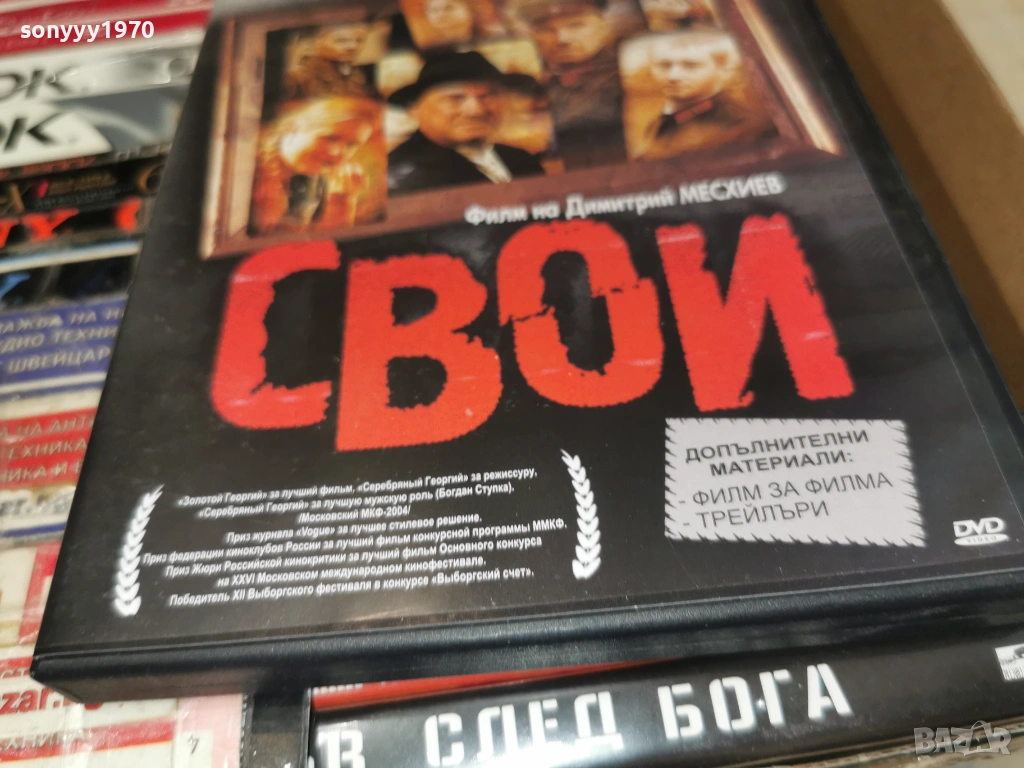 sonyyy1970
Филм на Димитрий МЕСХИЕВ
СВОИ
«Золотой Георгий» за лучший фильм, «Серебряный Георгий» за режиссуру,
«Серебряный Георгий» за лучшую мужскую роль (Богдан Ступка).
/Московский МКФ-2004/
Приз журнала «Vogue» за лучшее стилевое решение.
Приз федерации киноклубов России за лучший фильм конкурсной программы ММКФ.
Приз Жюри Российской кинокритики за лучший фильм Основного конкурса
на XXVI Московском международном кинофестивале.
Победитель XII Выборгского фестиваля в конкурсе «Выборгский счет».
ДОПЪЛНИТЕЛНИ
МАТЕРИАЛИ:
- ФИЛМ ЗА ФИЛМА
- ТРЕЙЛЪРИ
DVD
VIDEO
СЛЕД БОГА
ШВЕЙЦАР
BAZAR